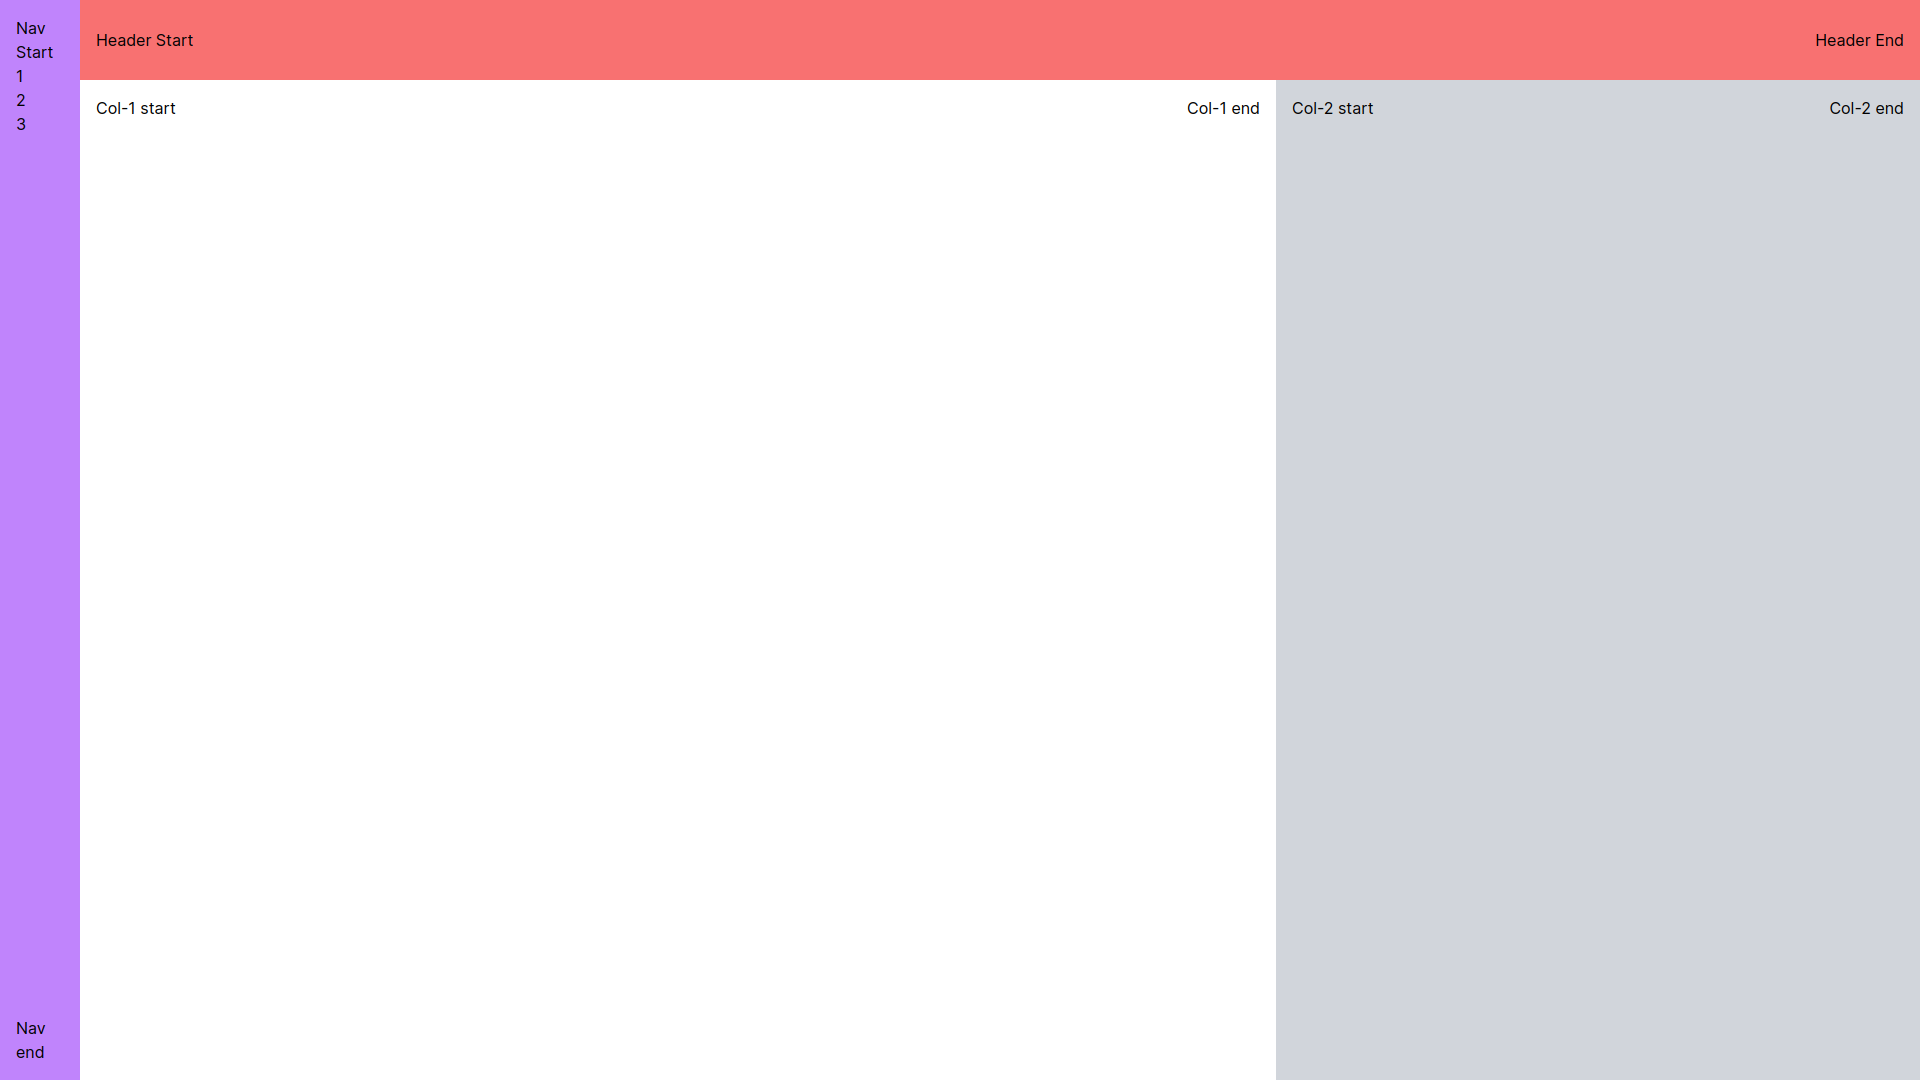 Nav
Start
1
2
3
Nav
end
Header Start
Header End
Col-1 start
Col-1 end
Col-2 start
Col-2 end